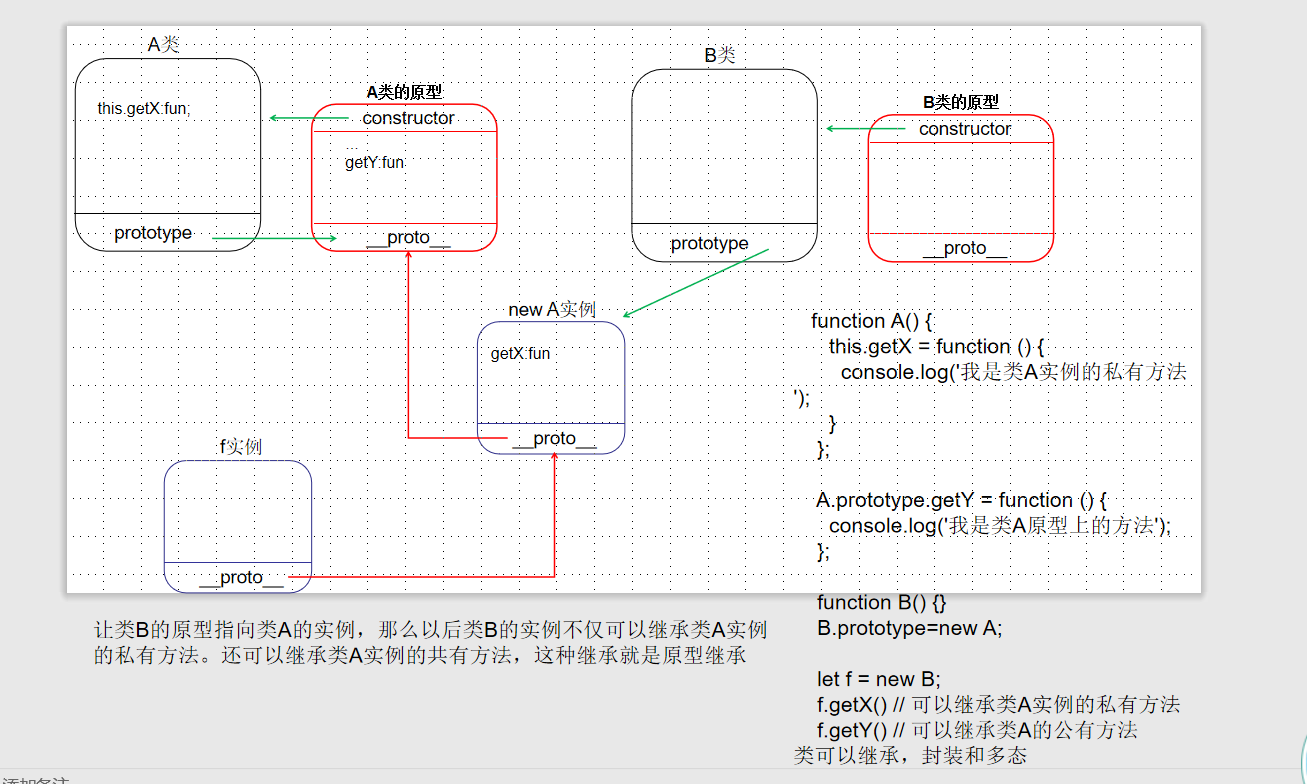 A类
this.getX:fun;
prototype
A类的原型
constructor
...
getY:fun
__proto__
B类
prototype
B类的原型
constructor
__proto__
new A实例
getX:fun
__proto__
f实例
__proto__
function A() {
this.getX = function () {
console.log('我是类A实例的私有方法
');
}
};
A.prototype.getY = function () {
console.log('我是类A原型上的方法');
};
function B() {}
B.prototype=new A;
let f = new B;
f.getX() // 可以继承类A实例的私有方法
f.getY() // 可以继承类A的公有方法
类可以继承，封装和多态
让类B的原型指向类A的实例，那么以后类B的实例不仅可以继承类A实例
的私有方法。还可以继承类A实例的共有方法，这种继承就是原型继承